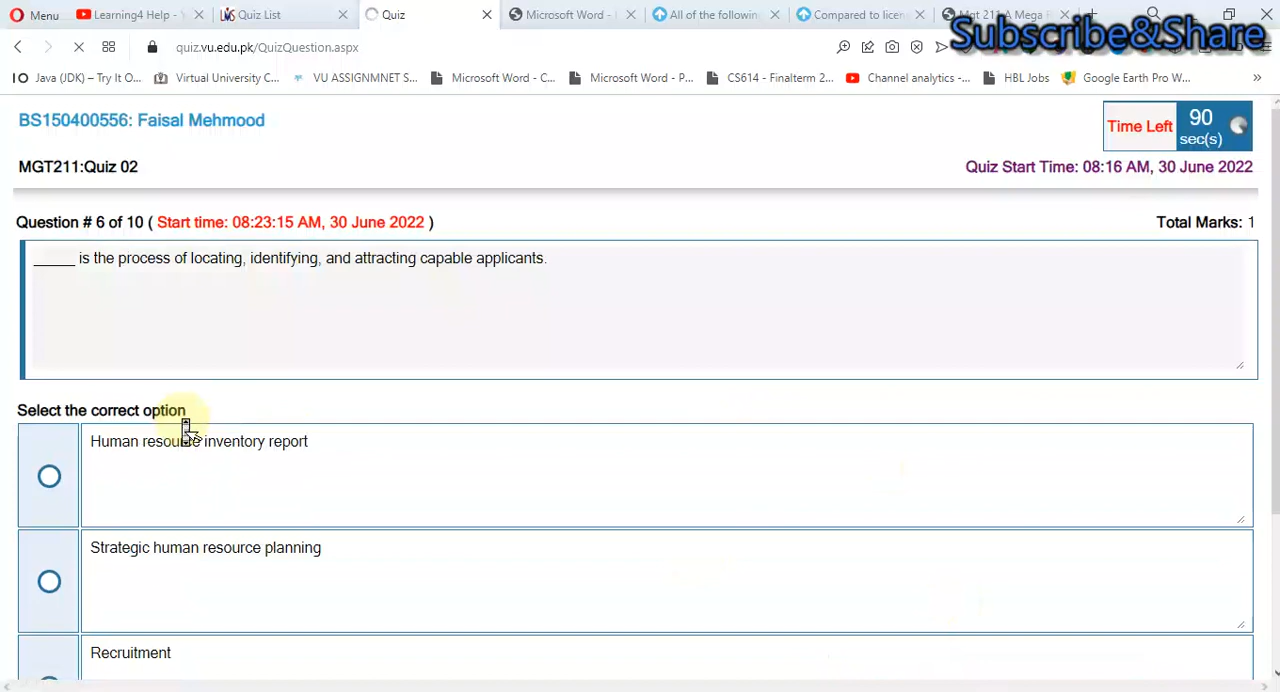 Menu
Learning4 Help -
Quiz List
Quiz
Microsoft Word -
All of the followin
Compared to licen
Mgt 211 A Mega
Subscribe&Share
quiz.vu.edu.pk/QuizQuestion.aspx
Java (JDK) – Try It O...
Virtual University C...
VU ASSIGNMNET S...
Microsoft Word - C...
Microsoft Word - P...
CS614 - Finalterm 2...
Channel analytics -...
HBL Jobs
Google Earth Pro W...
»
BS150400556: Faisal Mehmood
Time Left
90
sec(s)
MGT211:Quiz 02
Quiz Start Time: 08:16 AM, 30 June 2022
Question # 6 of 10 ( Start time: 08:23:15 AM, 30 June 2022 )
Total Marks: 1
_____ is the process of locating, identifying, and attracting capable applicants.
Select the correct option
Human resource inventory report
Strategic human resource planning
Recruitment